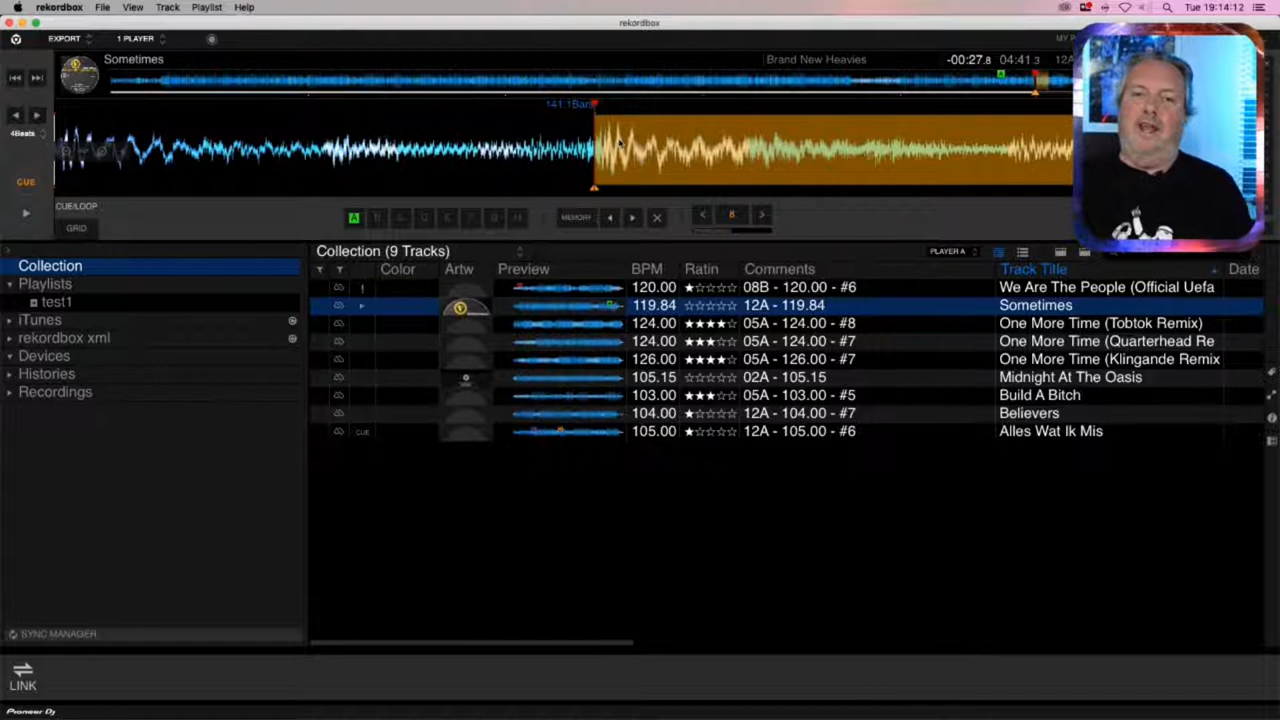 rekordbox File View Track Playlist Help Tue 19:14:12
rekordbox
EXPORT 1 PLAYER
Sometimes Brand New Heavies -00:27.8 04:41.3 12A
141.1Bars
4Beats
CUE
CUE/LOOP
A MEMORY 8
GRID
Collection (9 Tracks) PLAYER A
Collection
Playlists
test1
iTunes
rekordbox xml
Devices
Histories
Recordings
Color Artw Preview BPM Ratin Comments Track Title Date
120.00 08B - 120.00 - #6 We Are The People (Official Uefa
119.84 12A - 119.84 Sometimes
124.00 05A - 124.00 - #8 One More Time (Tobtok Remix)
124.00 05A - 124.00 - #7 One More Time (Quarterhead Re
126.00 05A - 126.00 - #7 One More Time (Klingande Remix
105.15 02A - 105.15 Midnight At The Oasis
103.00 05A - 103.00 - #5 Build A Bitch
104.00 12A - 104.00 - #7 Believers
CUE 105.00 12A - 105.00 - #6 Alles Wat Ik Mis
SYNC MANAGER
LINK
Pioneer Dj